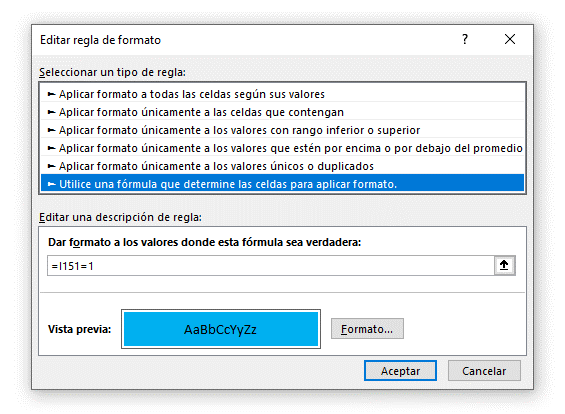 Editar regla de formato
?
Seleccionar un tipo de regla:
► Aplicar formato a todas las celdas según sus valores
► Aplicar formato únicamente a las celdas que contengan
► Aplicar formato únicamente a los valores con rango inferior o superior
► Aplicar formato únicamente a los valores que estén por encima o por debajo del promedio
► Aplicar formato únicamente a los valores únicos o duplicados
► Utilice una fórmula que determine las celdas para aplicar formato.
Editar una descripción de regla:
Dar formato a los valores donde esta fórmula sea verdadera:
=I151=1
Vista previa: AaBbCcYyZz Formato...
Aceptar Cancelar